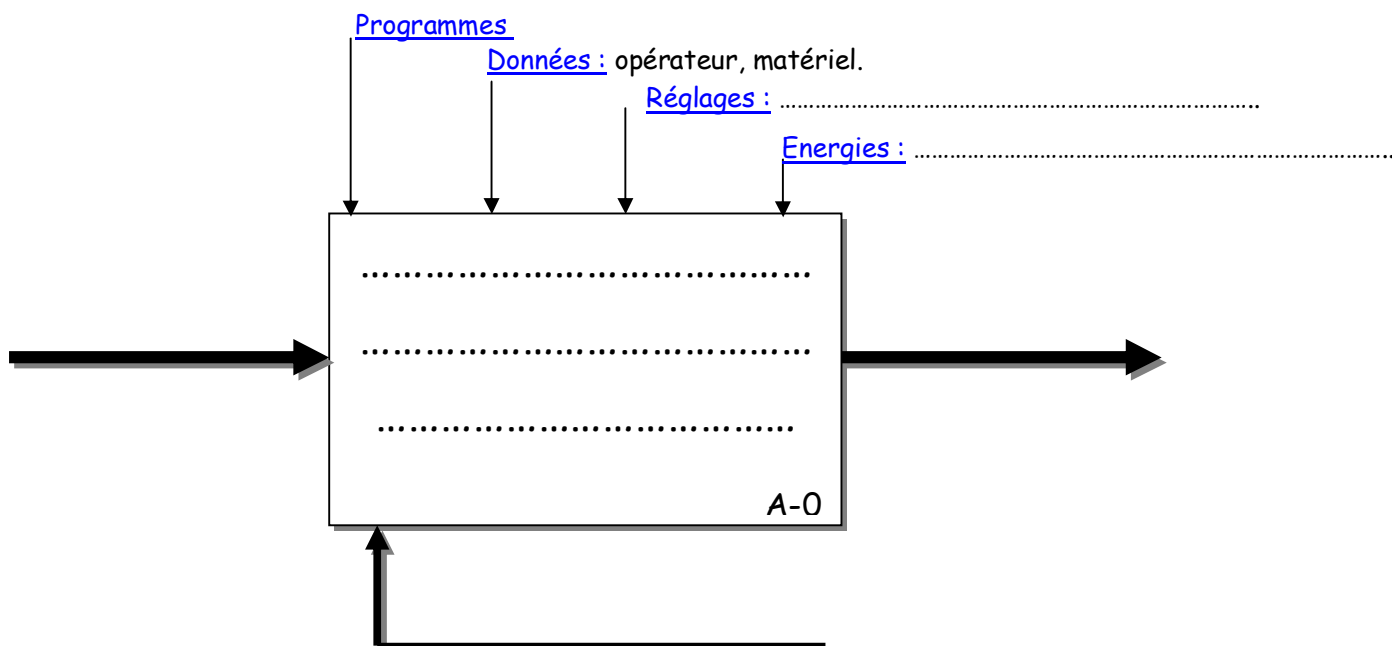 Programmes
Données : opérateur, matériel.
Réglages : ……………………………………………………………………..
Energies : ……………………………………………………………………..
……………………………………
……………………………………
…………………………………
A-0